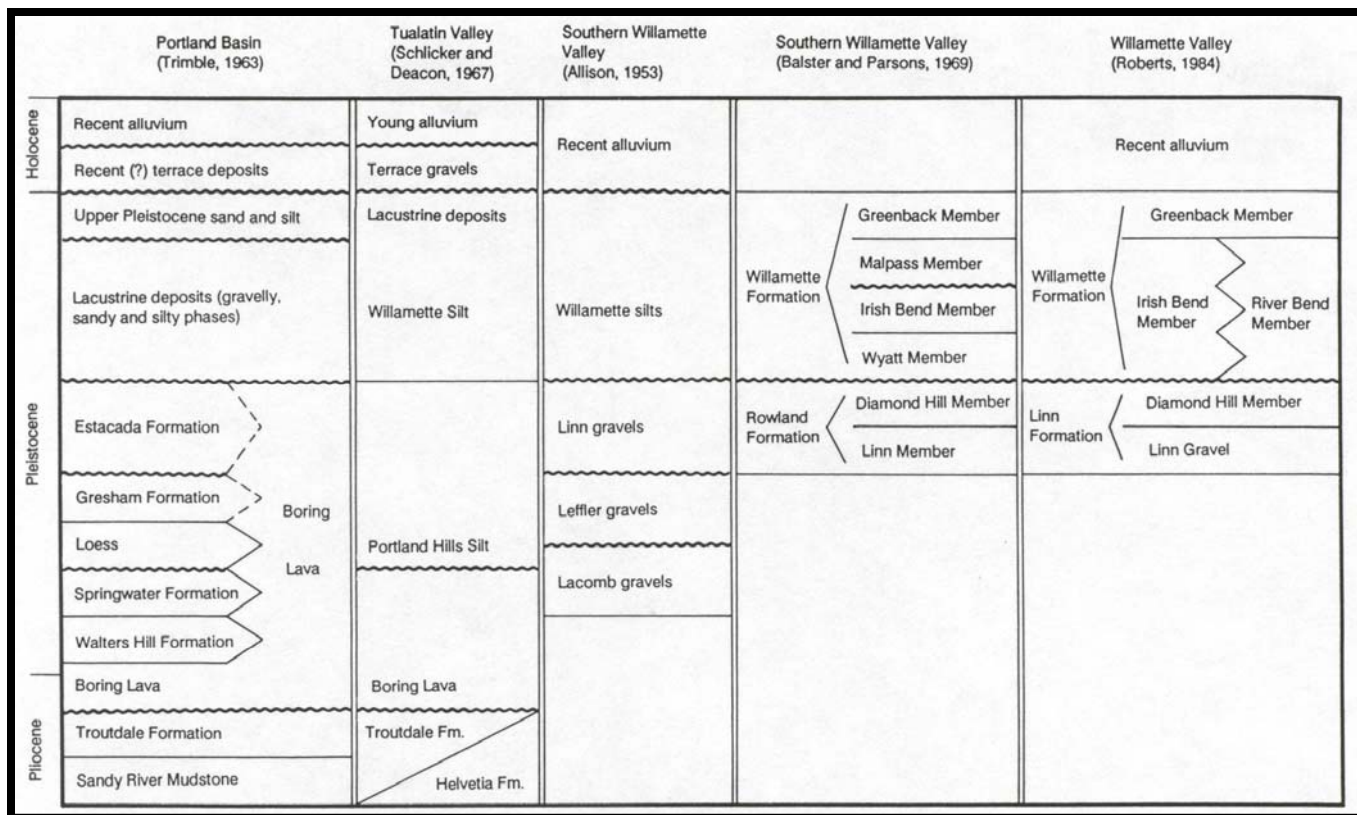 Portland Basin
(Trimble, 1963)
Tualatin Valley
(Schlicker and
Deacon, 1967)
Southern Willamette
Valley
(Allison, 1953)
Southern Willamette Valley
(Balster and Parsons, 1969)
Willamette Valley
(Roberts, 1984)
Holocene
Pleistocene
Pliocene
Recent alluvium
Recent (?) terrace deposits
Upper Pleistocene sand and silt
Lacustrine deposits (gravelly,
sandy and silty phases)
Estacada Formation
Gresham Formation
Loess
Springwater Formation
Walters Hill Formation
Boring
Lava
Boring Lava
Troutdale Formation
Sandy River Mudstone
Young alluvium
Terrace gravels
Lacustrine deposits
Willamette Silt
Portland Hills Silt
Boring Lava
Troutdale Fm.
Helvetia Fm.
Recent alluvium
Willamette silts
Linn gravels
Leffler gravels
Lacomb gravels
Willamette
Formation
Greenback Member
Malpass Member
Irish Bend Member
Wyatt Member
Rowland
Formation
Diamond Hill Member
Linn Member
Recent alluvium
Willamette
Formation
Greenback Member
Irish Bend
Member
River Bend
Member
Linn
Formation
Diamond Hill Member
Linn Gravel